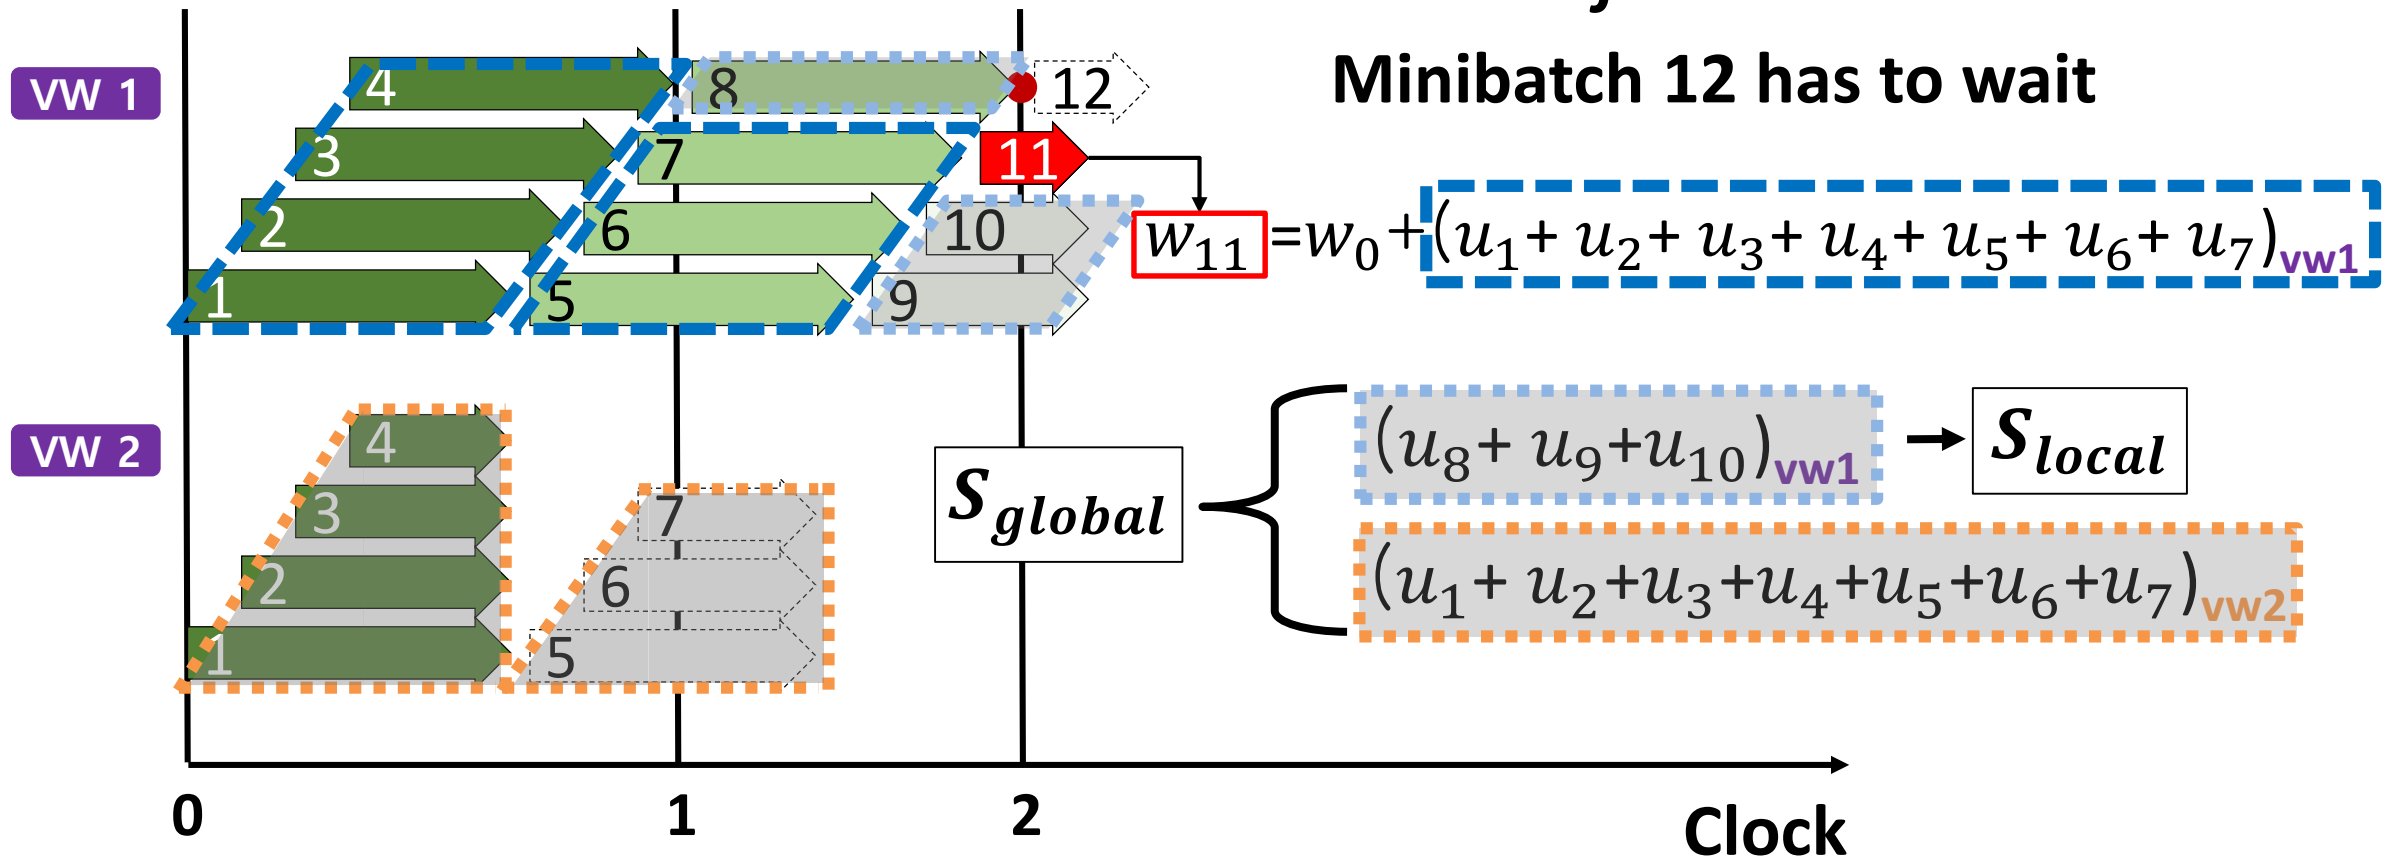 Minibatch 12 has to wait
VW 1
4
8
12
3
7
11
2
6
10
1
5
9
w₁₁ = w₀ + (u₁ + u₂ + u₃ + u₄ + u₅ + u₆ + u₇)vw1
VW 2
4
3
7
2
6
1
5
S global
(u₈ + u₉ + u₁₀)vw1
S local
(u₁ + u₂ + u₃ + u₄ + u₅ + u₆ + u₇)vw2
0
1
2
Clock